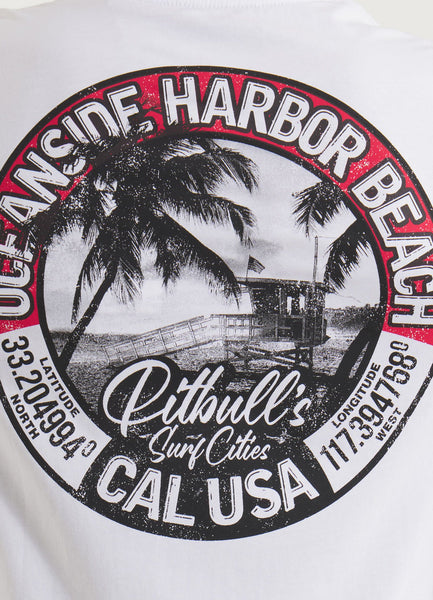 OCEANSIDE HARBOR BEACH
33.204994°
LATITUDE
NORTH
LONGITUDE
117.394768°
WEST
Pitbull's
Surf Cities
CAL USA